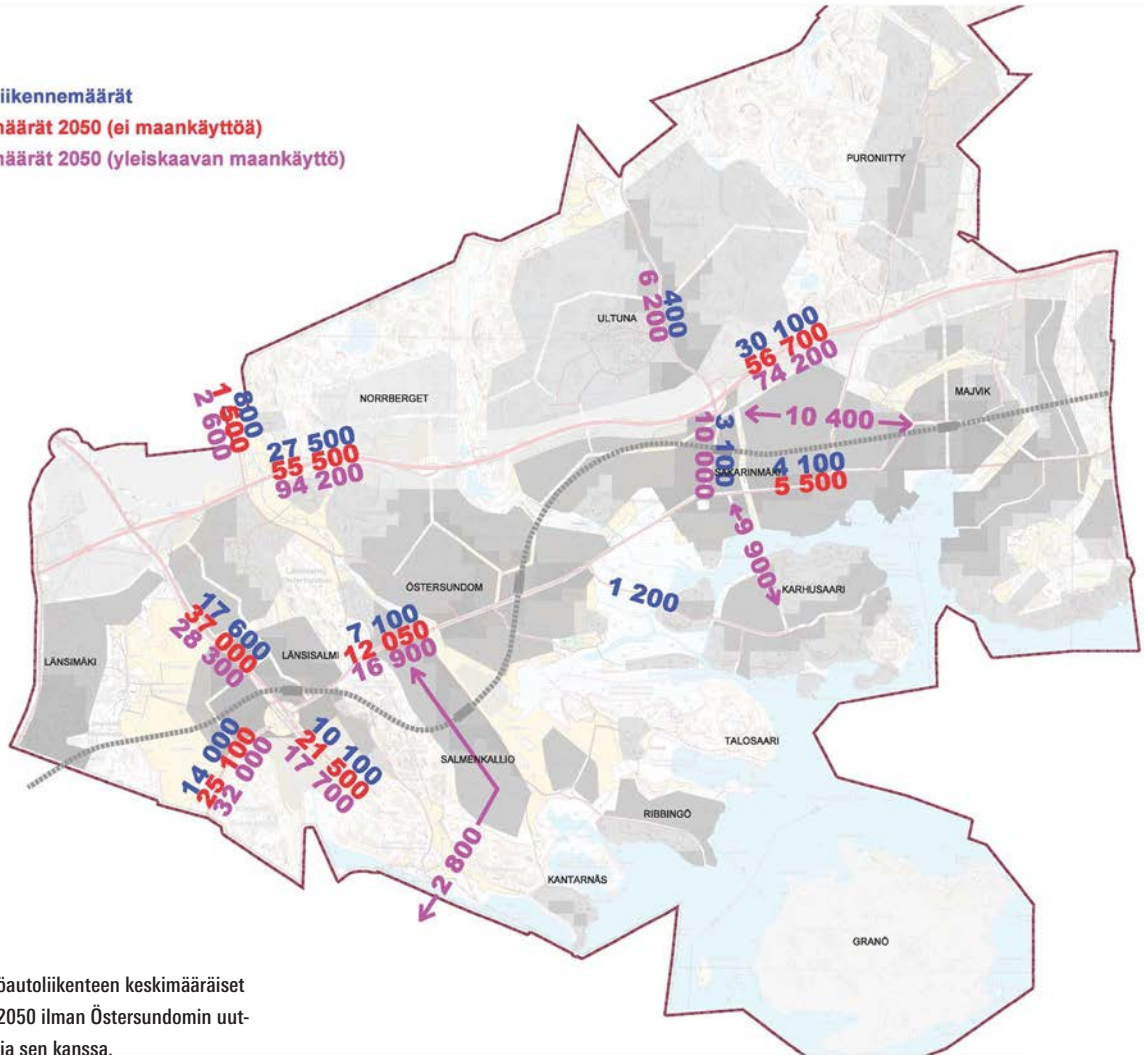 iikennemäärät
määrät 2050 (ei maankäyttöä)
määrät 2050 (yleiskaavan maankäyttö)
PURONIITTY
400
6 200
ULTUNA
30 100
56 700
74 200
MAJVIK
NORRBERGET
800
1 500
2 600
10 400
27 500
55 500
94 200
3 100
10 000
SAKARINMÄKI
4 100
5 500
9 900
ÖSTERSUNDOM
1 200
KARHUSAARI
17 600
37 000
28 300
7 100
12 050
16 900
LÄNSISALMI
LÄNSIMÄKI
14 000
25 100
32 000
10 100
21 500
17 700
TALOSAARI
SALMENKALLIO
RIBBINGÖ
2 800
KANTARNÄS
GRANÖ
öautoliikenteen keskimääräiset
2050 ilman Östersundomin uut-
ja sen kanssa.